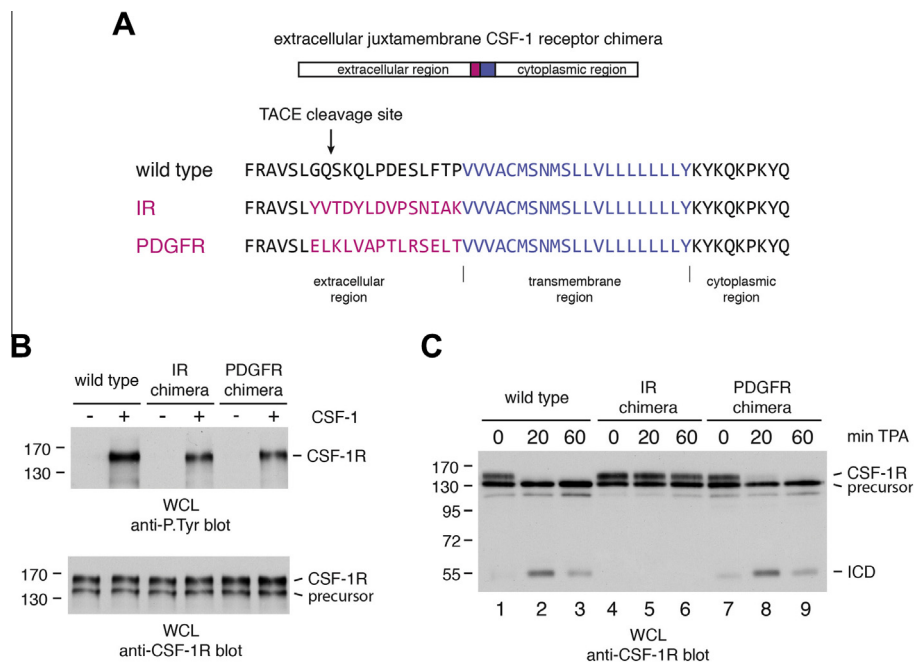 A
extracellular juxtamembrane CSF-1 receptor chimera
extracellular region cytoplasmic region
TACE cleavage site
wild type FRAVSLGQSKQLPDESLFTPVVVACMSNMSLLVLLLLLLLYKYKQKPKYQ
IR FRAVSLYVTDYLDVPSNIAKVVVACMSNMSLLVLLLLLLLYKYKQKPKYQ
PDGFR FRAVSLELKLVAPTLRSELTVVVACMSNMSLLVLLLLLLLYKYKQKPKYQ
extracellular region transmembrane region cytoplasmic region
B
wild type IR chimera PDGFR chimera
- + - + - + CSF-1
170
130
CSF-1R
WCL
anti-P.Tyr blot
170
130
CSF-1R
precursor
WCL
anti-CSF-1R blot
C
wild type IR chimera PDGFR chimera
0 20 60 0 20 60 0 20 60 min TPA
170
130
95
72
55
CSF-1R
precursor
ICD
1 2 3 4 5 6 7 8 9
WCL
anti-CSF-1R blot